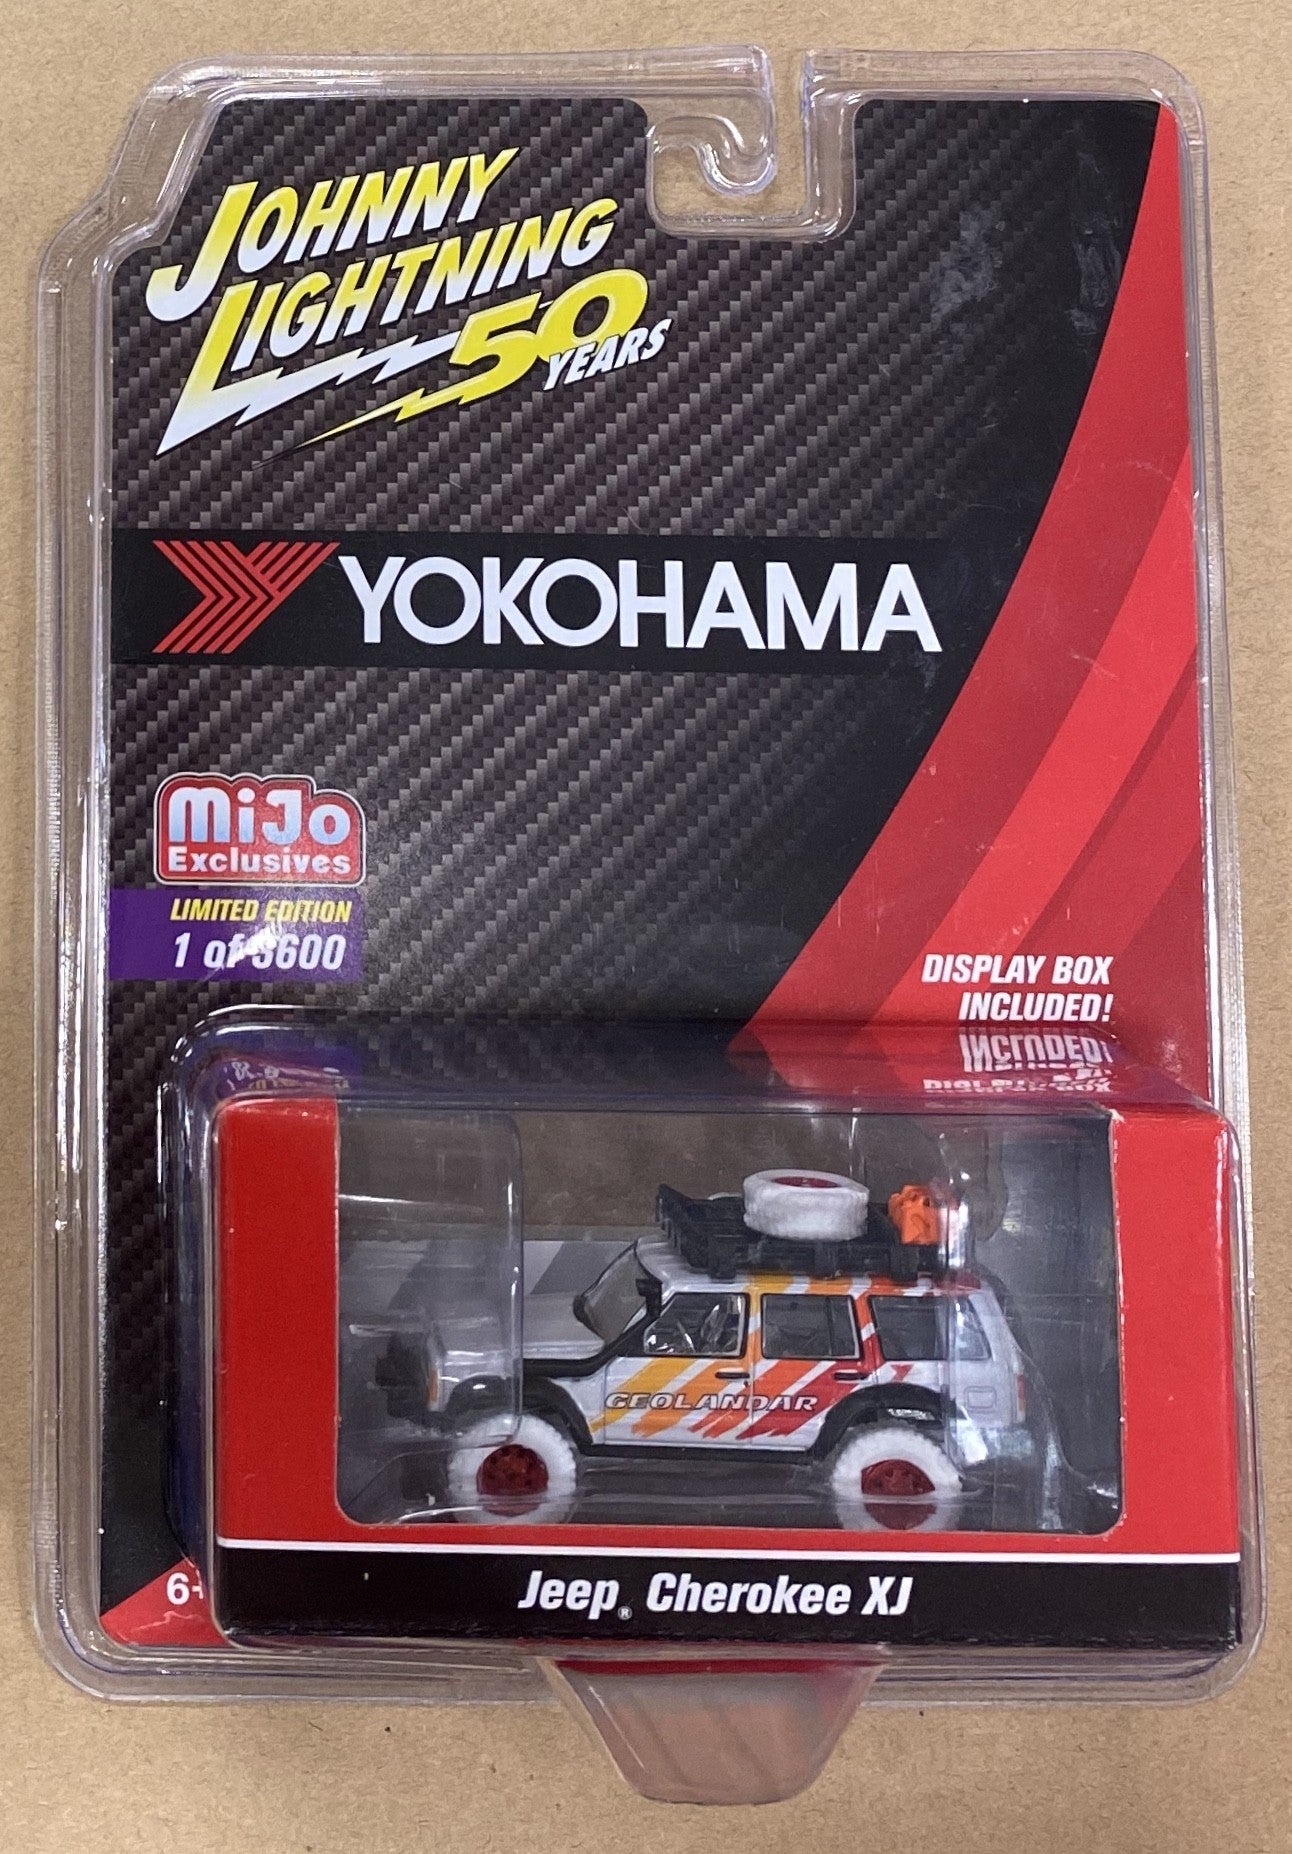 JOHNNY
LIGHTNING
50
YEARS
YOKOHAMA
MiJo
Exclusives
LIMITED EDITION
1 of 3600
DISPLAY BOX
INCLUDED!
GEOLANDAR
6+
Jeep® Cherokee XJ